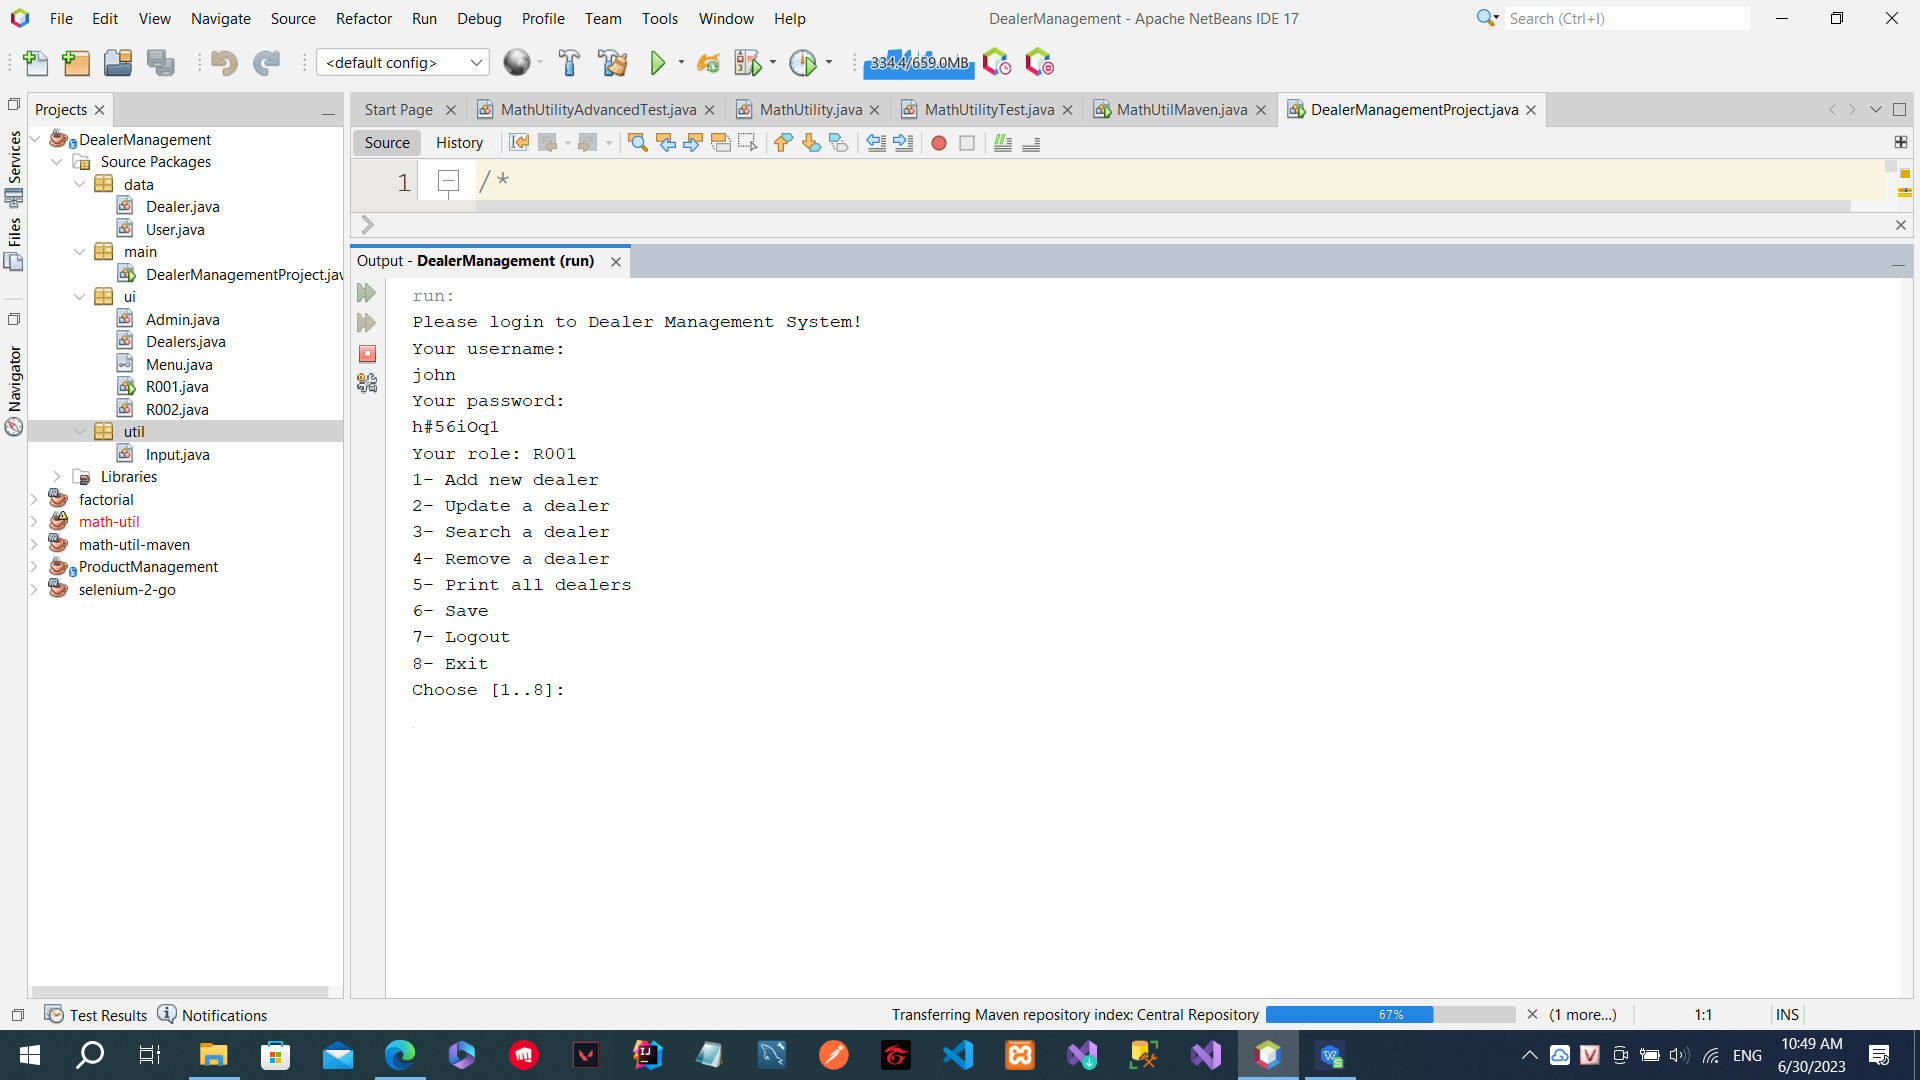 File Edit View Navigate Source Refactor Run Debug Profile Team Tools Window Help DealerManagement - Apache NetBeans IDE 17 Search (Ctrl+I)
<default config> 334.4/659.0MB
Projects
Start Page MathUtilityAdvancedTest.java MathUtility.java MathUtilityTest.java MathUtilMaven.java DealerManagementProject.java
Source History
1 /*
Services
Files
Navigator
DealerManagement
Source Packages
data
Dealer.java
User.java
main
DealerManagementProject.jav
ui
Admin.java
Dealers.java
Menu.java
R001.java
R002.java
util
Input.java
Libraries
factorial
math-util
math-util-maven
ProductManagement
selenium-2-go
Output - DealerManagement (run)
run:
Please login to Dealer Management System!
Your username:
john
Your password:
h#56iOq1
Your role: R001
1- Add new dealer
2- Update a dealer
3- Search a dealer
4- Remove a dealer
5- Print all dealers
6- Save
7- Logout
8- Exit
Choose [1..8]:
Test Results Notifications Transferring Maven repository index: Central Repository 67% (1 more...) 1:1 INS
ENG 10:49 AM
6/30/2023